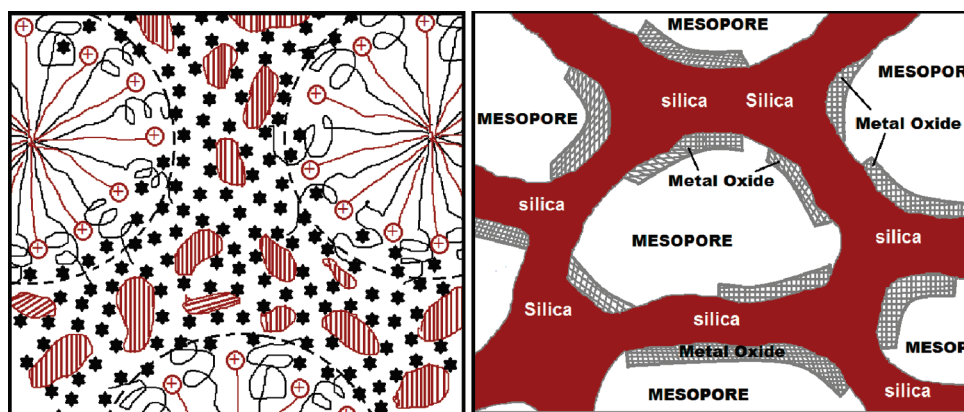 MESOPORE
MESOPOR
silica
Silica
MESOPORE
Metal Oxide
Metal Oxide
silica
silica
MESOPORE
Silica
silica
Metal Oxide
MESOP
MESOPORE
silica